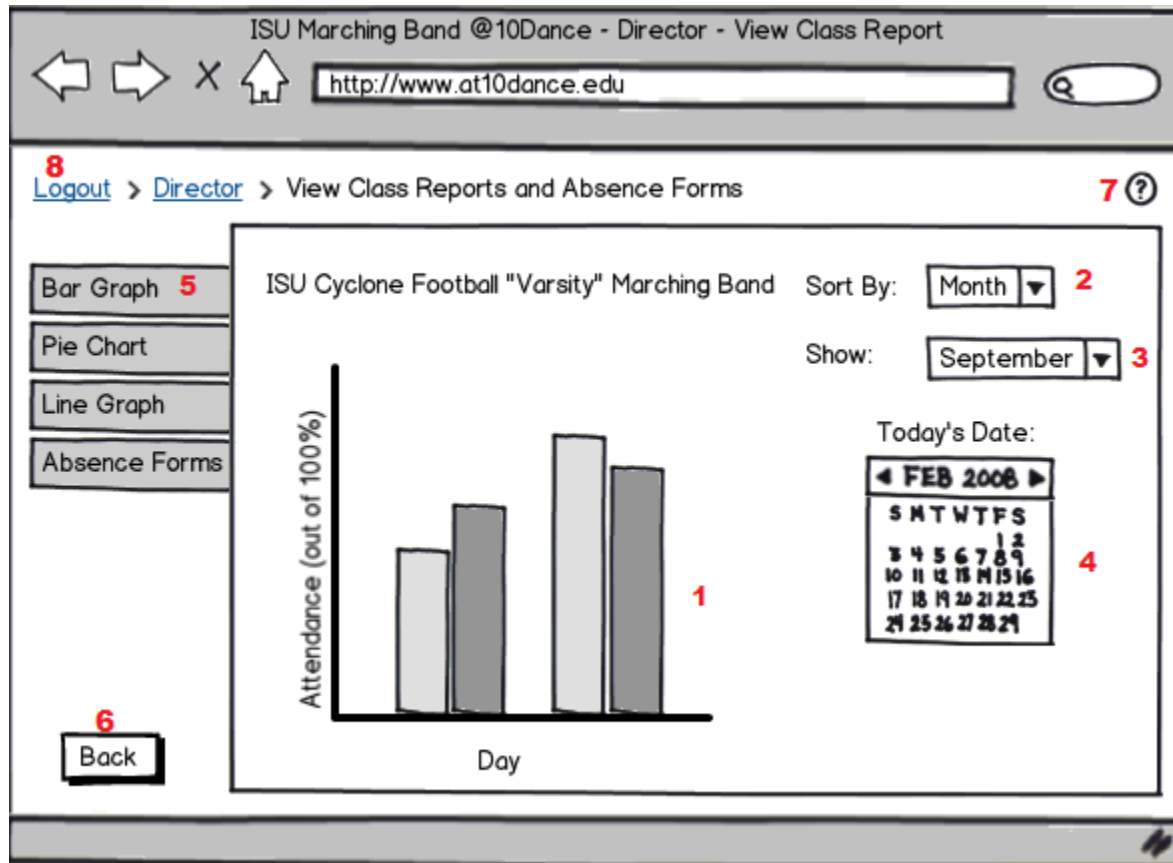 ISU Marching Band @10Dance - Director - View Class Report
http://www.at10dance.edu
8
Logout > Director > View Class Reports and Absence Forms
7 ?
Bar Graph 5
Pie Chart
Line Graph
Absence Forms
ISU Cyclone Football "Varsity" Marching Band
Sort By: Month 2
Show: September 3
Attendance (out of 100%)
1
Day
Today's Date:
FEB 2008
S M T W T F S
1 2
3 4 5 6 7 8 9
10 11 12 13 14 15 16
17 18 19 20 21 22 23
24 25 26 27 28 29
4
6
Back